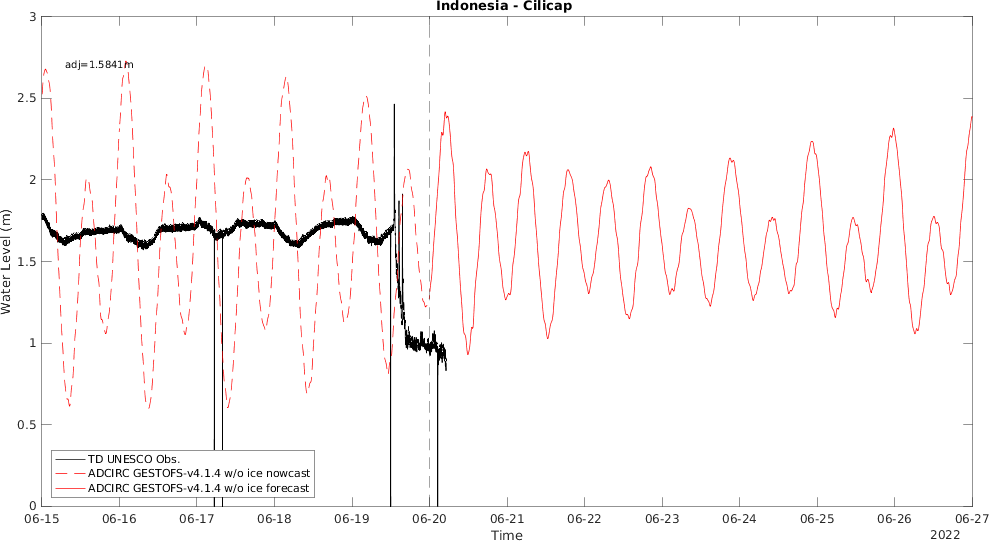 Indonesia - Cilicap
adj=1.5841m
Water Level (m)
3
2.5
2
1.5
1
0.5
0
TD UNESCO Obs.
ADCIRC GESTOFS-v4.1.4 w/o ice nowcast
ADCIRC GESTOFS-v4.1.4 w/o ice forecast
06-15 06-16 06-17 06-18 06-19 06-20 06-21 06-22 06-23 06-24 06-25 06-26 06-27
Time
2022